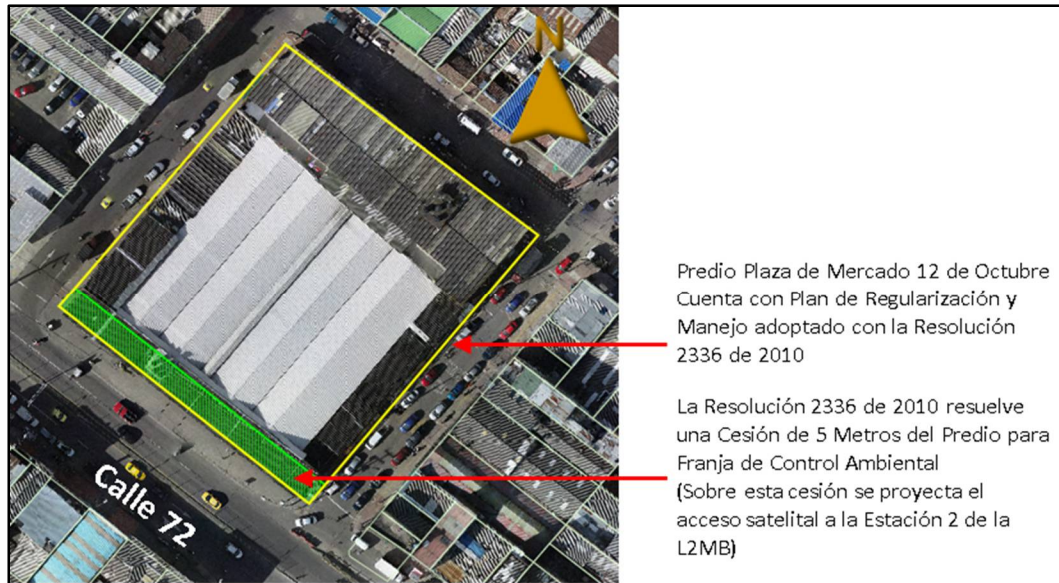 N
Predio Plaza de Mercado 12 de Octubre
Cuenta con Plan de Regularización y
Manejo adoptado con la Resolución
2336 de 2010
La Resolución 2336 de 2010 resuelve
una Cesión de 5 Metros del Predio para
Franja de Control Ambiental
(Sobre esta cesión se proyecta el
acceso satelital a la Estación 2 de la
L2MB)
Calle 72